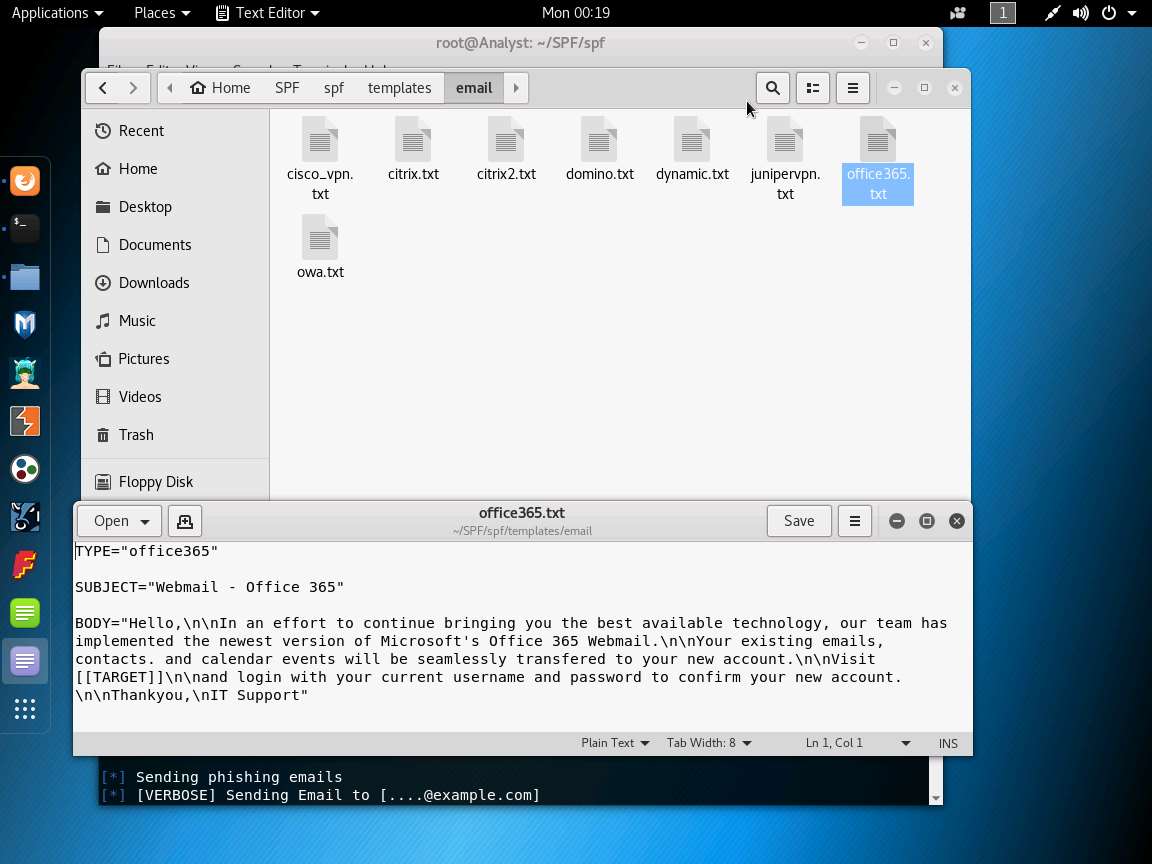 Applications Places Text Editor Mon 00:19 1
root@Analyst: ~/SPF/spf
Home SPF spf templates email
Recent
Home
Desktop
Documents
Downloads
Music
Pictures
Videos
Trash
Floppy Disk
cisco_vpn.
txt
citrix.txt
citrix2.txt
domino.txt
dynamic.txt
junipervpn.
txt
office365.
txt
owa.txt
Open
office365.txt
~/SPF/spf/templates/email
Save
TYPE="office365"
SUBJECT="Webmail - Office 365"
BODY="Hello,\n\nIn an effort to continue bringing you the best available technology, our team has
implemented the newest version of Microsoft's Office 365 Webmail.\n\nYour existing emails,
contacts. and calendar events will be seamlessly transfered to your new account.\n\nVisit
[[TARGET]]\n\nand login with your current username and password to confirm your new account.
\n\nThankyou,\nIT Support"
Plain Text Tab Width: 8 Ln 1, Col 1 INS
[*] Sending phishing emails
[*] [VERBOSE] Sending Email to [....@example.com]